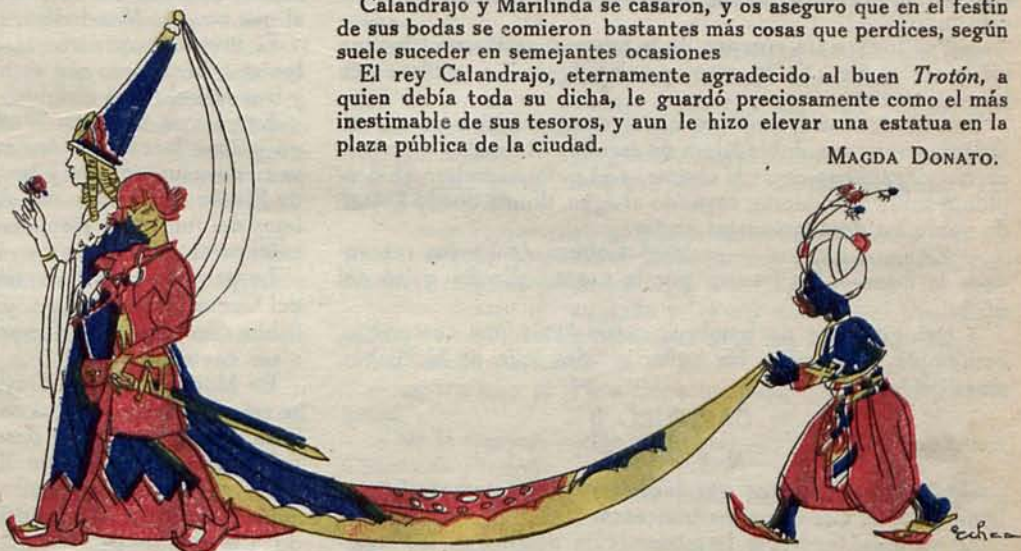 Calandrajo y Marilinda se casaron, y os aseguro que en el festín
de sus bodas se comieron bastantes más cosas que perdices, según
suele suceder en semejantes ocasiones
El rey Calandrajo, eternamente agradecido al buen Trotón, a
quien debía toda su dicha, le guardó preciosamente como el más
inestimable de sus tesoros, y aun le hizo elevar una estatua en la
plaza pública de la ciudad.
MAGDA DONATO.